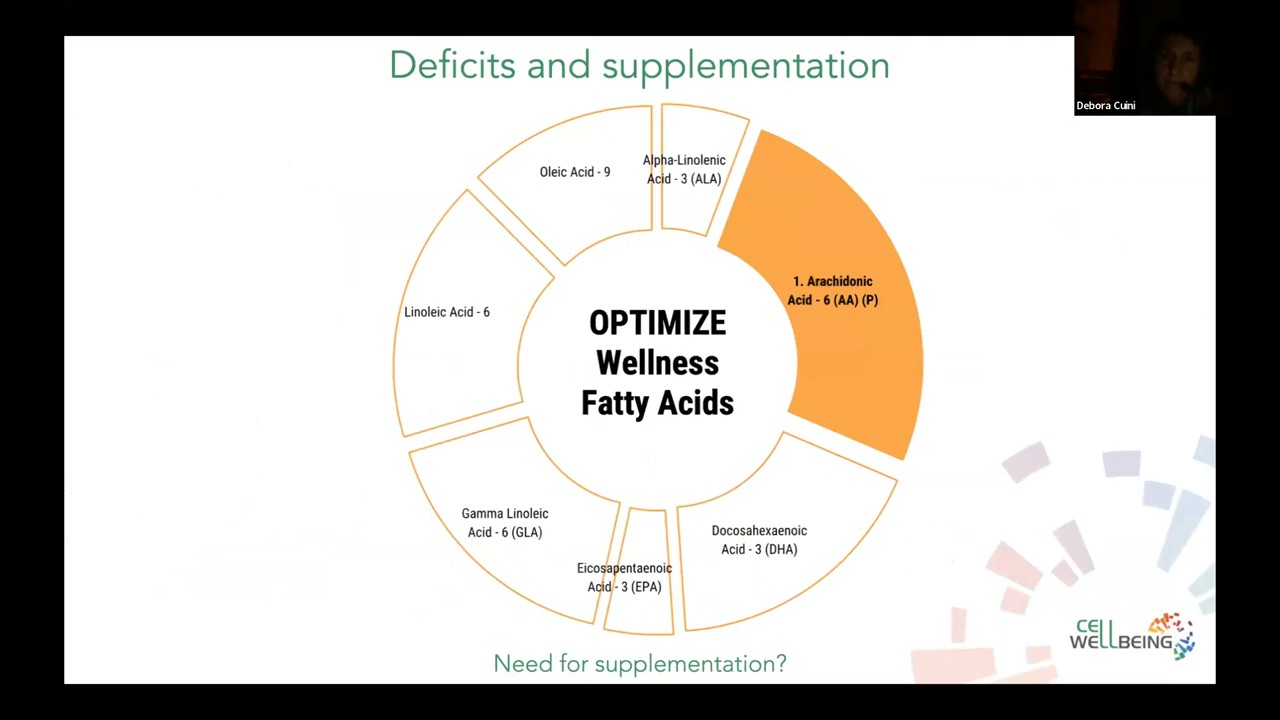 Deficits and supplementation
Debora Cuini
Oleic Acid - 9
Alpha-Linolenic
Acid - 3 (ALA)
1. Arachidonic
Acid - 6 (AA) (P)
Linoleic Acid - 6
OPTIMIZE
Wellness
Fatty Acids
Gamma Linoleic
Acid - 6 (GLA)
Docosahexaenoic
Acid - 3 (DHA)
Eicosapentaenoic
Acid - 3 (EPA)
CELL
WELLBEING
Need for supplementation?